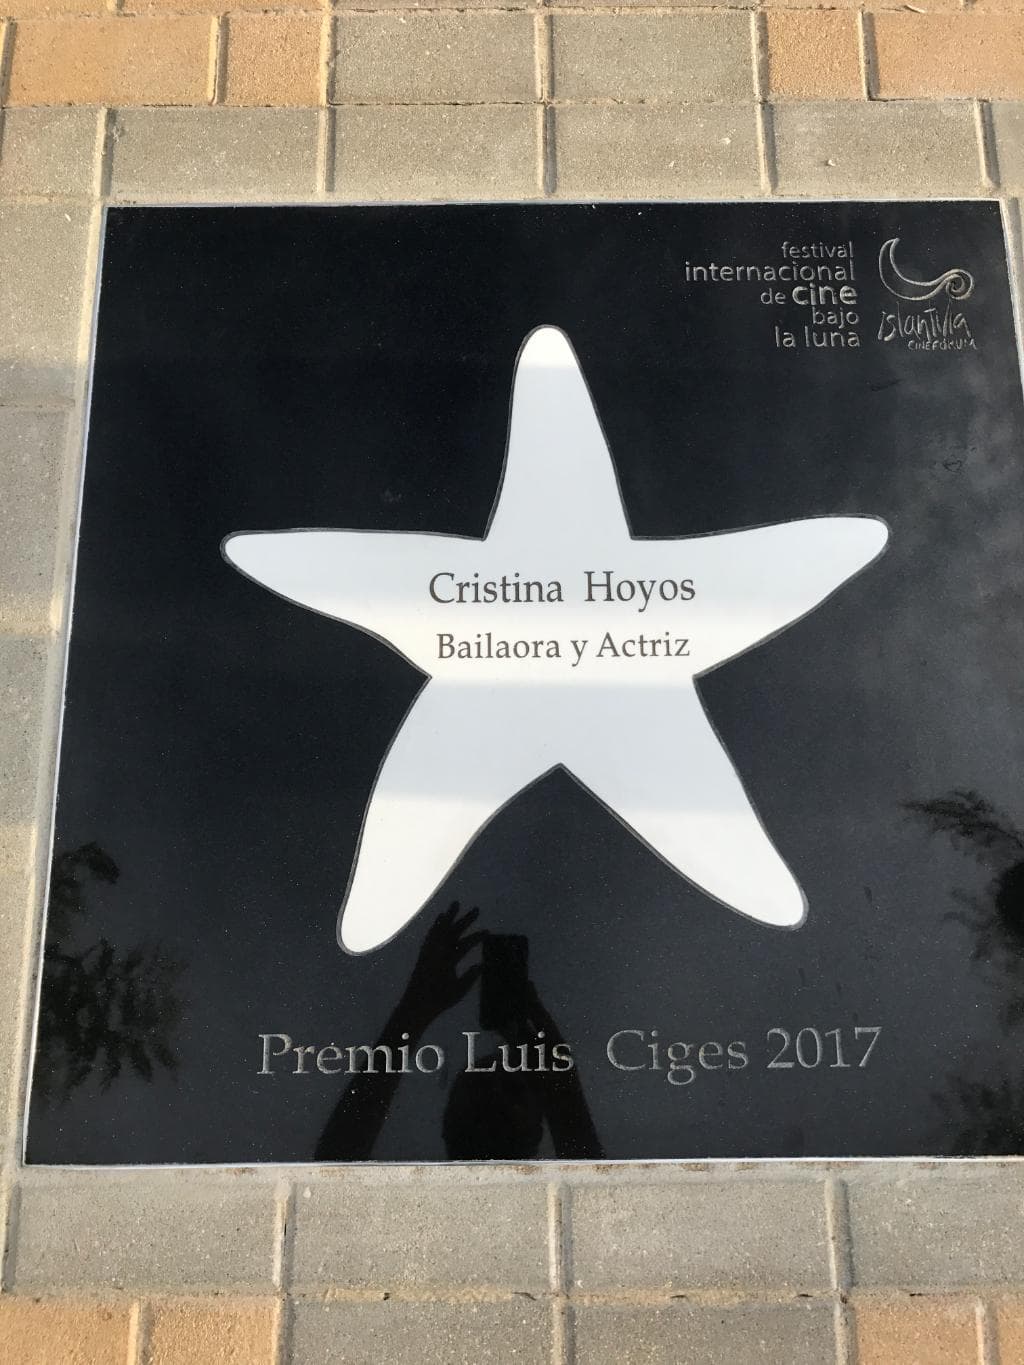 festival
internacional
de cine
bajo
la luna
islantilla
CINEFORUM
Cristina Hoyos
Bailaora y Actriz
Premio Luis Ciges 2017